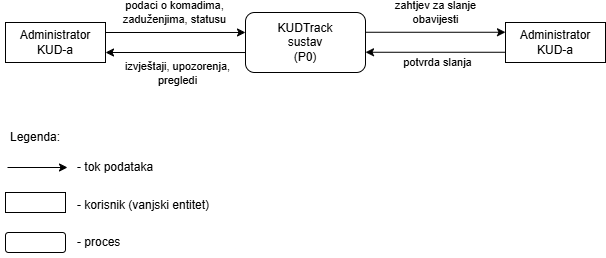 podaci o komadima,
zaduženjima, statusu
zahtjev za slanje
obavijesti
Administrator
KUD-a
KUDTrack
sustav
(P0)
Administrator
KUD-a
izvještaji, upozorenja,
pregledi
potvrda slanja
Legenda:
- tok podataka
- korisnik (vanjski entitet)
- proces